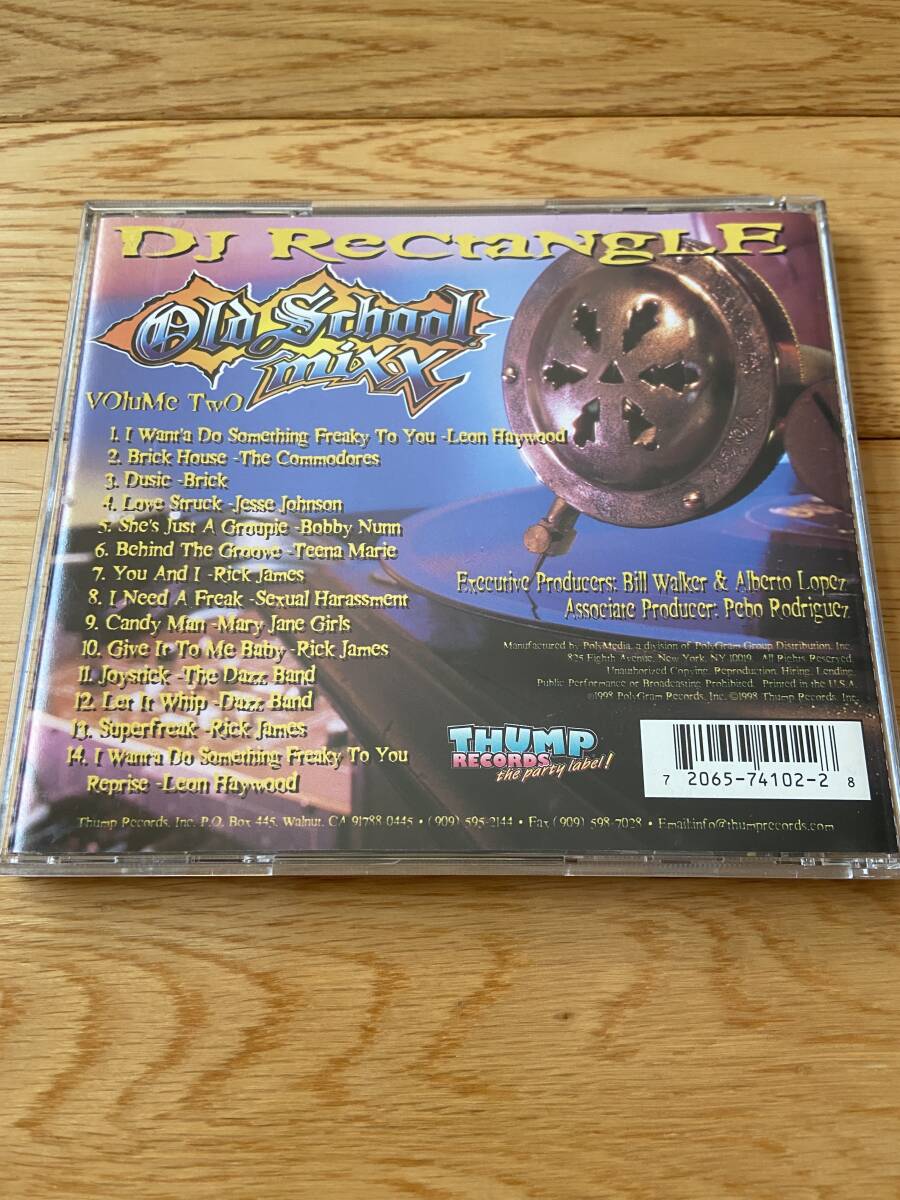 DJ Rectangle
Old School
mixx
Volume Two
1. I Want'a Do Something Freaky To You -Leon Haywood
2. Brick House -The Commodores
3. Dusic -Brick
4. Love Struck -Jesse Johnson
5. She's Just A Groupie -Bobby Nunn
6. Behind The Groove -Teena Marie
7. You And I -Rick James
8. I Need A Freak -Sexual Harassment
9. Candy Man -Mary Jane Girls
10. Give It To Me Baby -Rick James
11. Joystick -The Dazz Band
12. Let It Whip -Dazz Band
13. Superfreak -Rick James
14. I Want'a Do Something Freaky To You
Reprise -Leon Haywood
Executive Producers: Bill Walker & Alberto Lopez
Associate Producer: Pebo Rodriguez
Manufactured by PolyMedia, a division of PolyGram Group Distribution, Inc.
825 Eighth Avenue, New York, NY 10019. All Rights Reserved.
Unauthorized Copying, Reproduction, Hiring, Lending,
Public Performance or Broadcasting Prohibited. Printed in the U.S.A.
℗1998 PolyGram Records, Inc. ©1998 Thump Records, Inc.
THUMP
RECORDS
the party label!
7 2065-74102-2 8
Thump Records, Inc. P.O. Box 445, Walnut, CA 91788 0445 • (909) 595-2144 • Fax (909) 598-7028 • Email:info@thumprecords.com